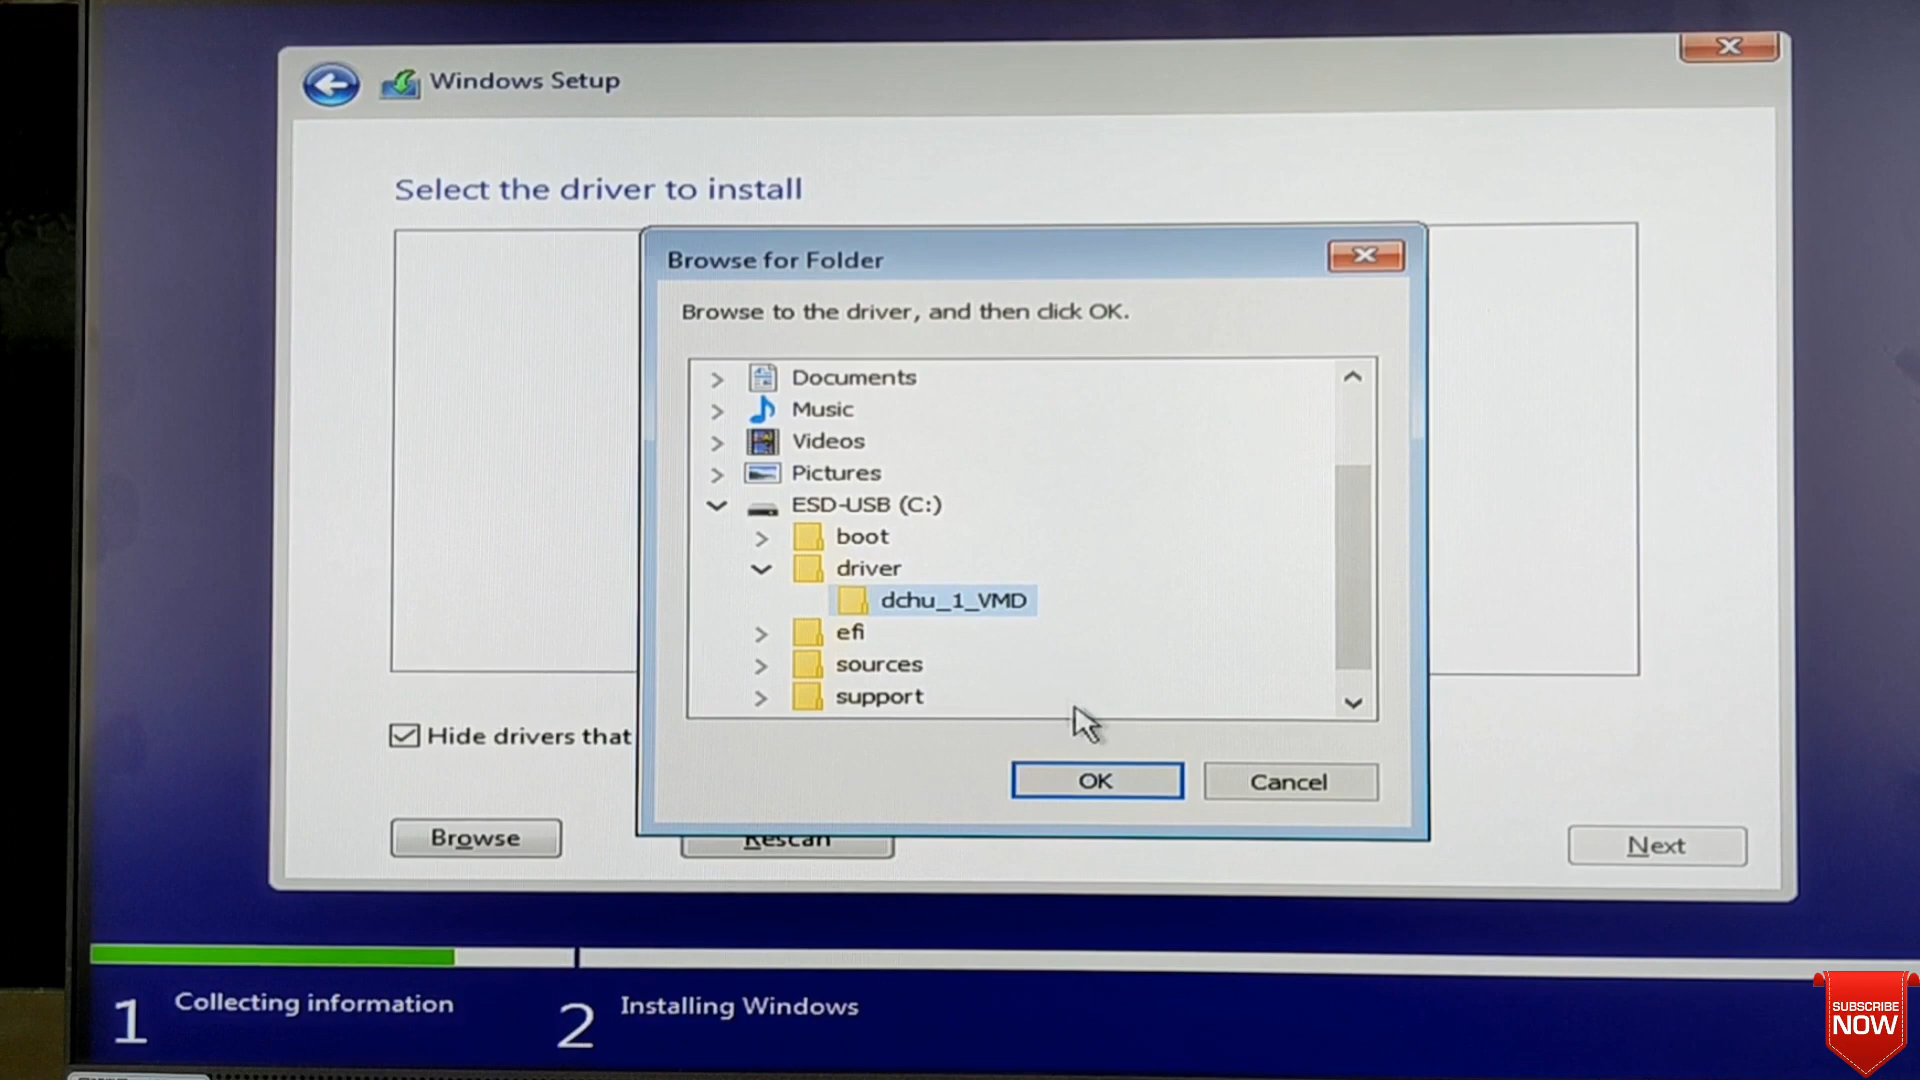 Windows Setup
Select the driver to install
Browse for Folder
Browse to the driver, and then click OK.
Documents
Music
Videos
Pictures
ESD-USB (C:)
boot
driver
dchu_1_VMD
efi
sources
support
Hide drivers that
OK
Cancel
Browse
Rescan
Next
1
Collecting information
2
Installing Windows
SUBSCRIBE
NOW